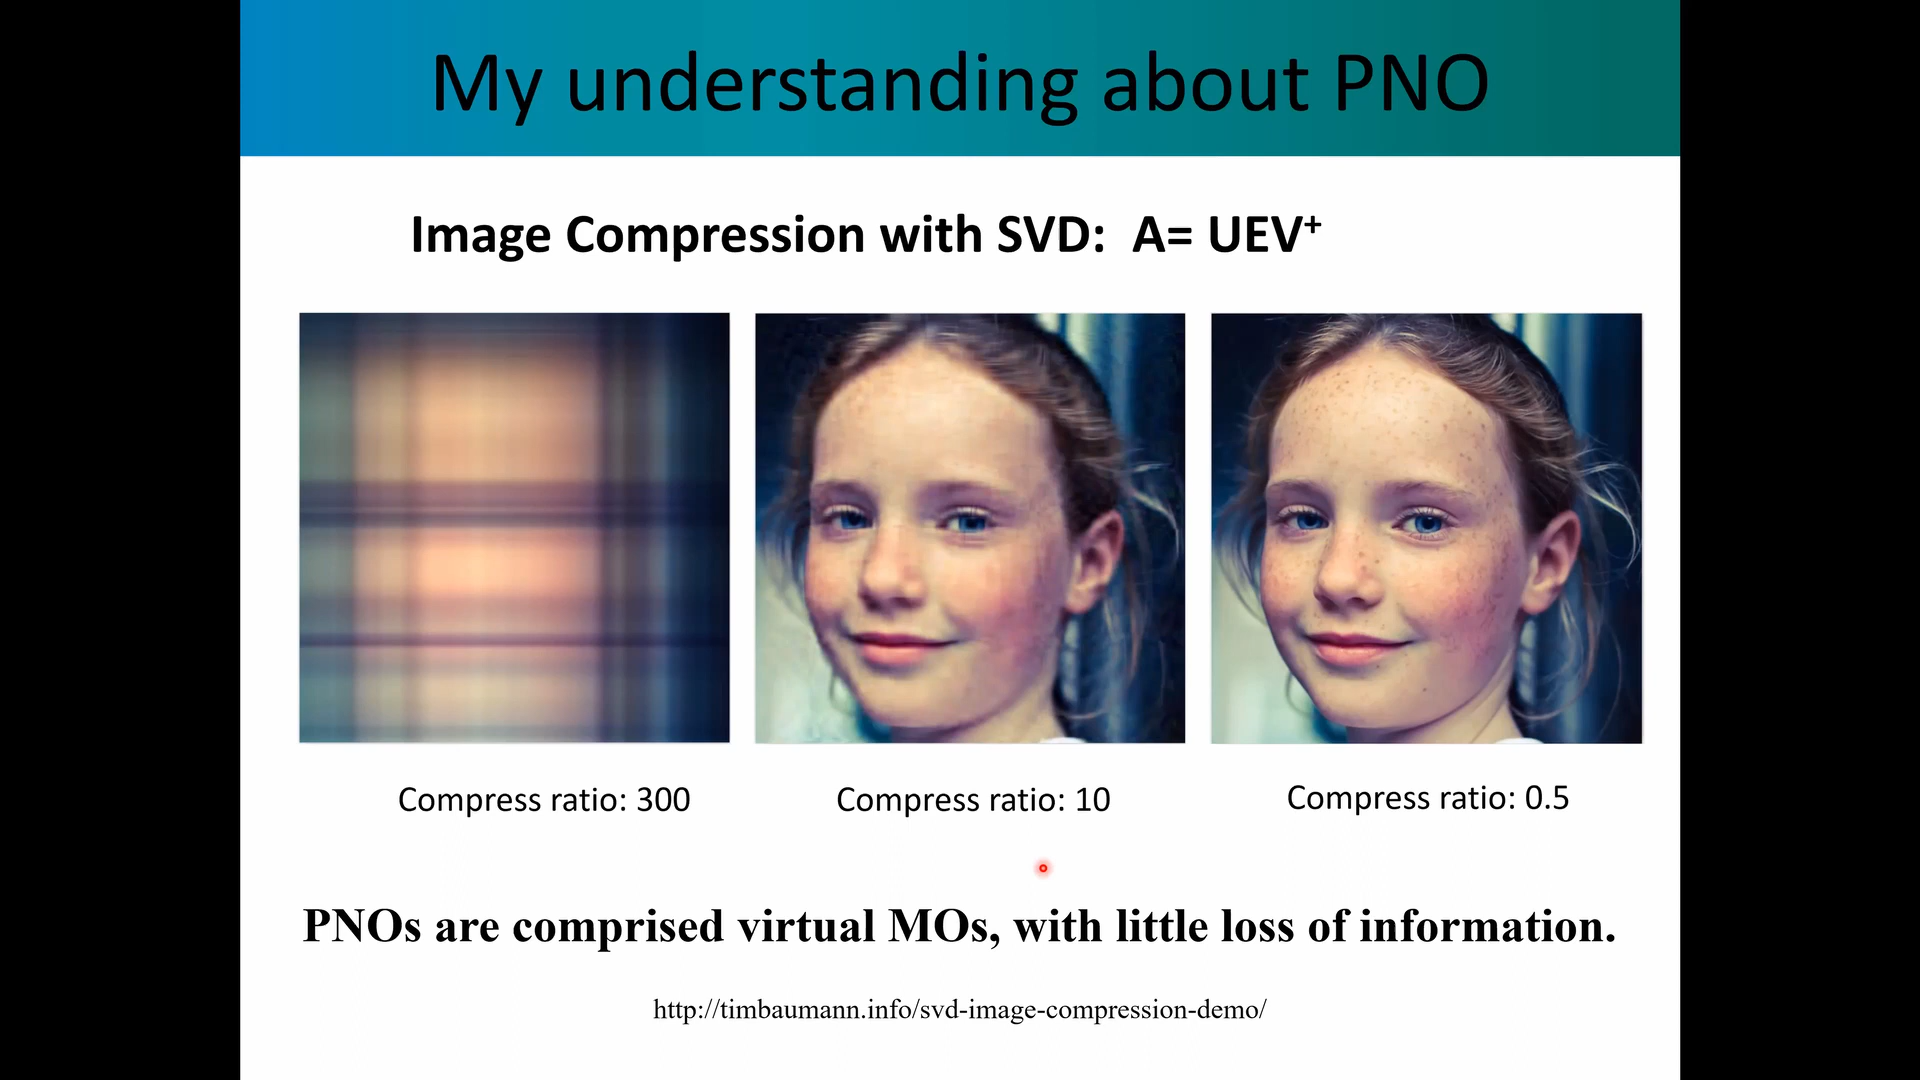 My understanding about PNO
Image Compression with SVD: A= UEV⁺
Compress ratio: 300
Compress ratio: 10
Compress ratio: 0.5
PNOs are comprised virtual MOs, with little loss of information.
http://timbaumann.info/svd-image-compression-demo/